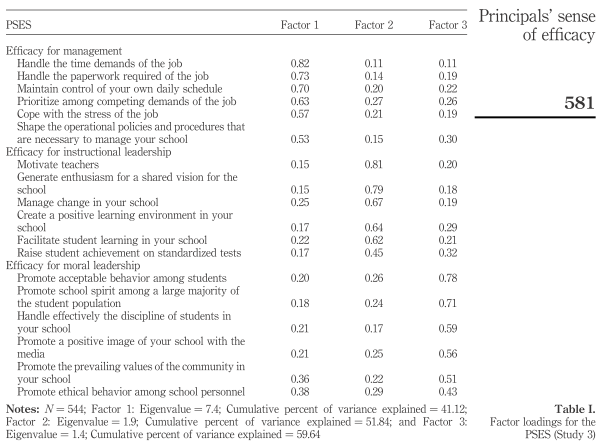 PSES Factor 1 Factor 2 Factor 3
Efficacy for management
Handle the time demands of the job 0.82 0.11 0.11
Handle the paperwork required of the job 0.73 0.14 0.19
Maintain control of your own daily schedule 0.70 0.20 0.22
Prioritize among competing demands of the job 0.63 0.27 0.26
Cope with the stress of the job 0.57 0.21 0.19
Shape the operational policies and procedures that
are necessary to manage your school 0.53 0.15 0.30
Efficacy for instructional leadership
Motivate teachers 0.15 0.81 0.20
Generate enthusiasm for a shared vision for the
school 0.15 0.79 0.18
Manage change in your school 0.25 0.67 0.19
Create a positive learning environment in your
school 0.17 0.64 0.29
Facilitate student learning in your school 0.22 0.62 0.21
Raise student achievement on standardized tests 0.17 0.45 0.32
Efficacy for moral leadership
Promote acceptable behavior among students 0.20 0.26 0.78
Promote school spirit among a large majority of
the student population 0.18 0.24 0.71
Handle effectively the discipline of students in
your school 0.21 0.17 0.59
Promote a positive image of your school with the
media 0.21 0.25 0.56
Promote the prevailing values of the community in
your school 0.36 0.22 0.51
Promote ethical behavior among school personnel 0.38 0.29 0.43
Notes: N = 544; Factor 1: Eigenvalue = 7.4; Cumulative percent of variance explained = 41.12;
Factor 2: Eigenvalue = 1.9; Cumulative percent of variance explained = 51.84; and Factor 3:
Eigenvalue = 1.4; Cumulative percent of variance explained = 59.64
Principals' sense
of efficacy
581
Table I.
Factor loadings for the
PSES (Study 3)